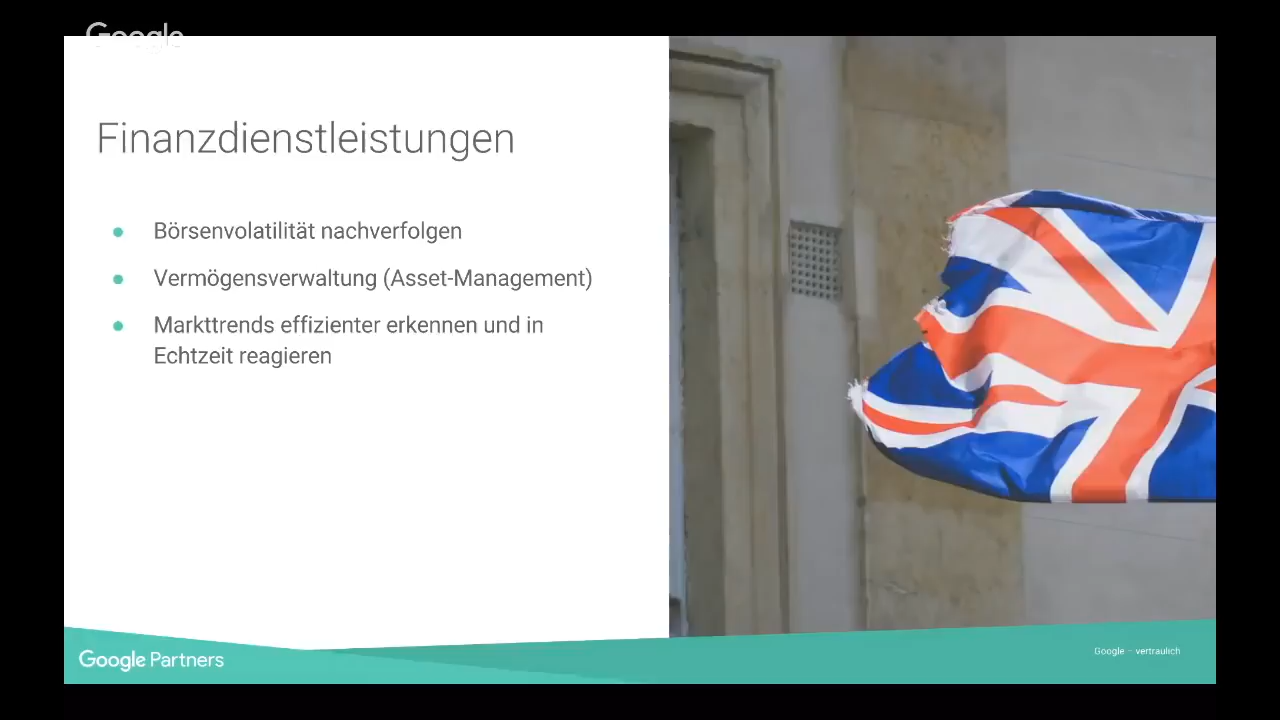 Google
Finanzdienstleistungen
Börsenvolatilität nachverfolgen
Vermögensverwaltung (Asset-Management)
Markttrends effizienter erkennen und in
Echtzeit reagieren
Google Partners
Google – vertraulich